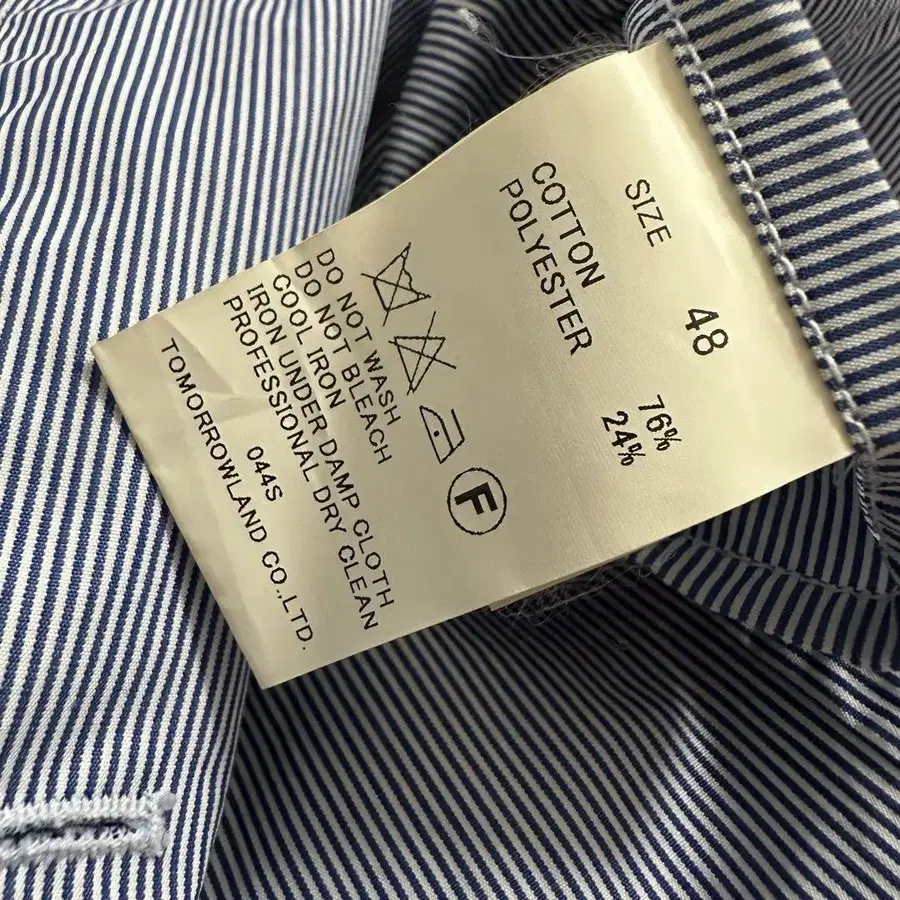 SIZE 48
COTTON 76%
POLYESTER 24%
F
DO NOT WASH
DO NOT BLEACH
COOL IRON
IRON UNDER DAMP CLOTH
PROFESSIONAL DRY CLEAN
044S
TOMORROWLAND CO.,LTD.